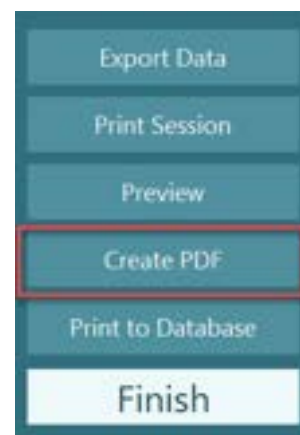 Export Data
Print Session
Preview
Create PDF
Print to Database
Finish